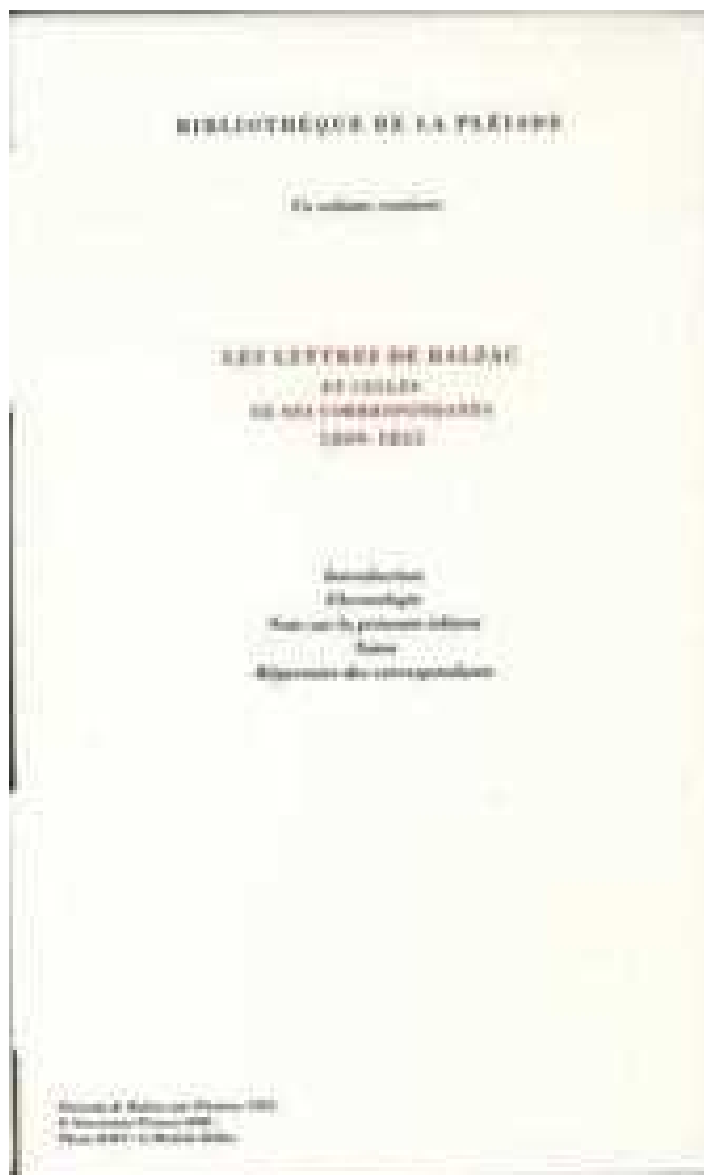 BIBLIOTHÈQUE DE LA PLÉIADE
Ce volume contient
LES LETTRES DE BALZAC
ET CELLES
DE SES CORRESPONDANTS
Introduction
Chronologie
Note sur la présente édition
Notes
Répertoire des correspondants